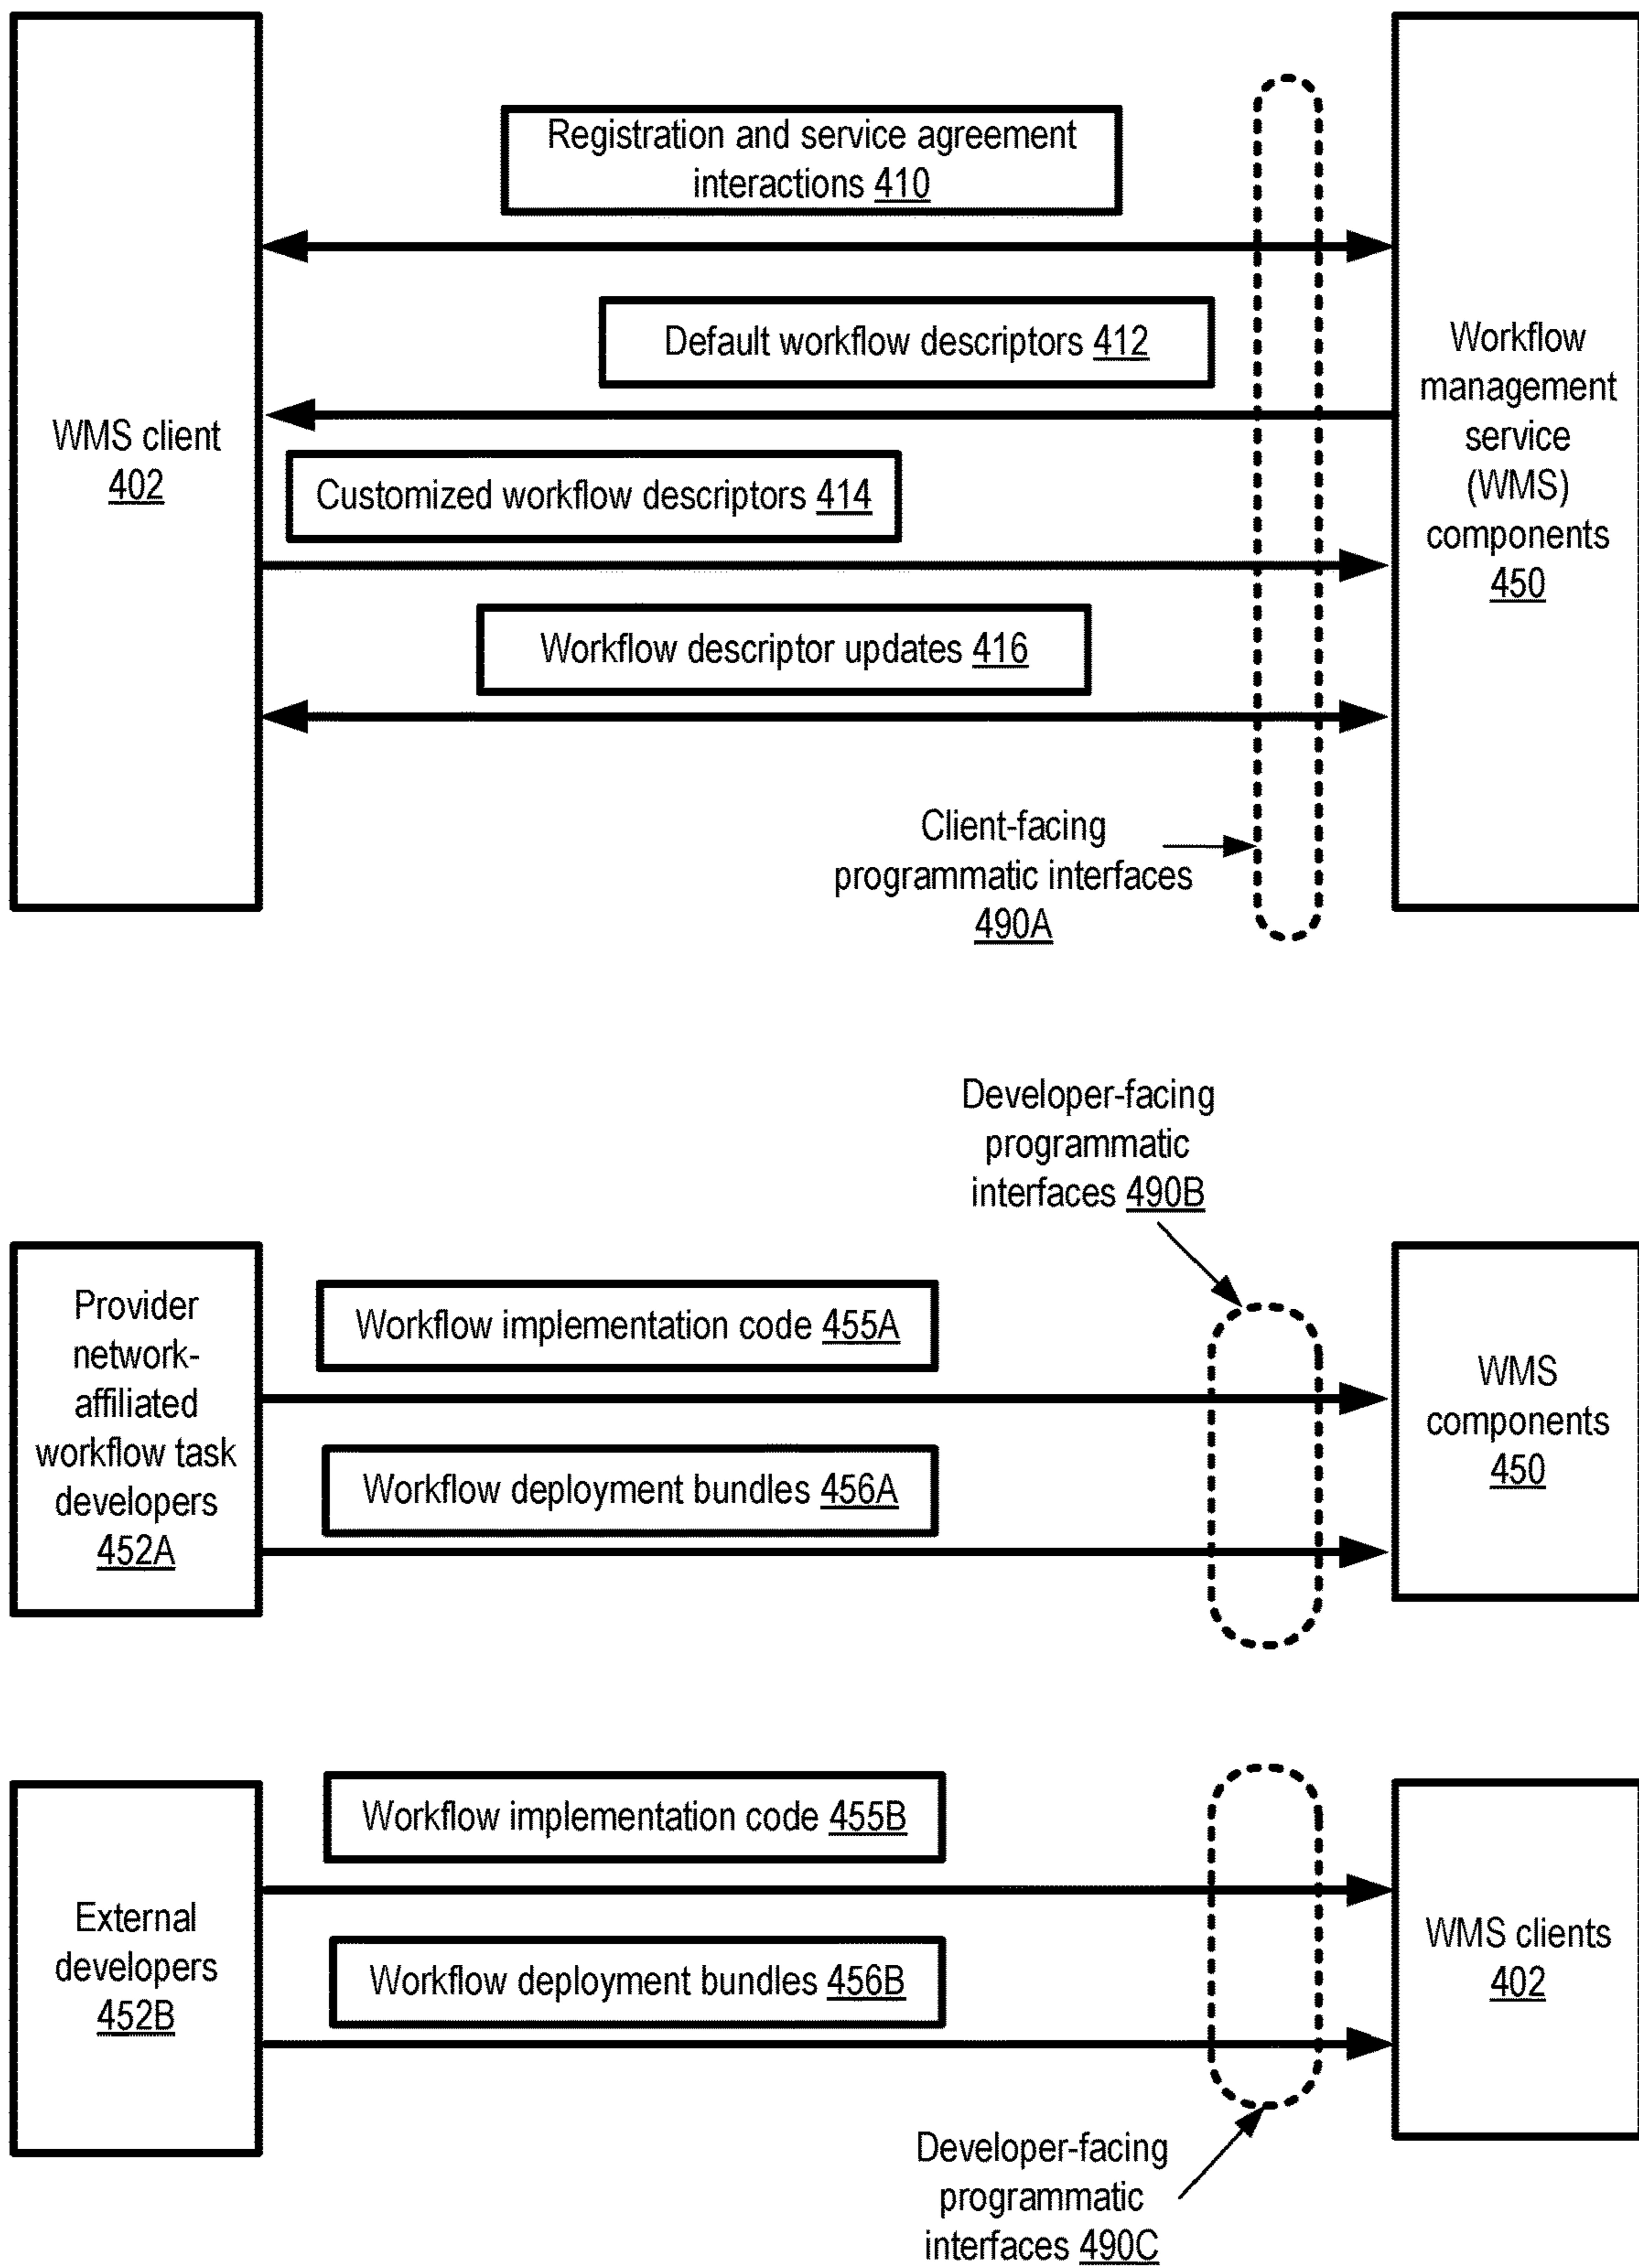 Registration and service agreement
interactions 410
Default workflow descriptors 412
WMS client
402
Workflow
management
service
(WMS)
components
450
Customized workflow descriptors 414
Workflow descriptor updates 416
Client-facing
programmatic interfaces
490A
Developer-facing
programmatic
interfaces 490B
Provider
network-
affiliated
workflow task
developers
452A
Workflow implementation code 455A
Workflow deployment bundles 456A
WMS
components
450
External
developers
452B
Workflow implementation code 455B
Workflow deployment bundles 456B
WMS clients
402
Developer-facing
programmatic
interfaces 490C